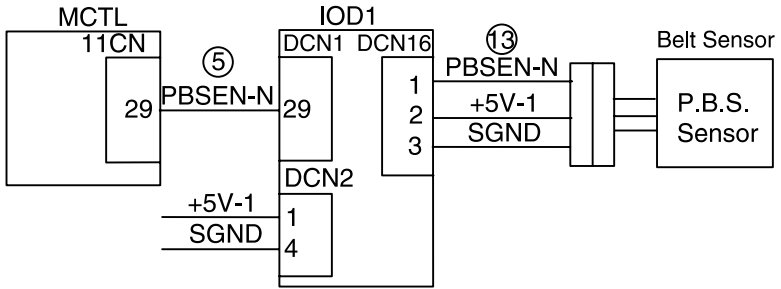 MCTL
IOD1
11CN
DCN1
DCN16
13
Belt Sensor
5
PBSEN-N
PBSEN-N
29
29
1
+5V-1
2
SGND
3
P.B.S.
Sensor
DCN2
+5V-1
1
SGND
4